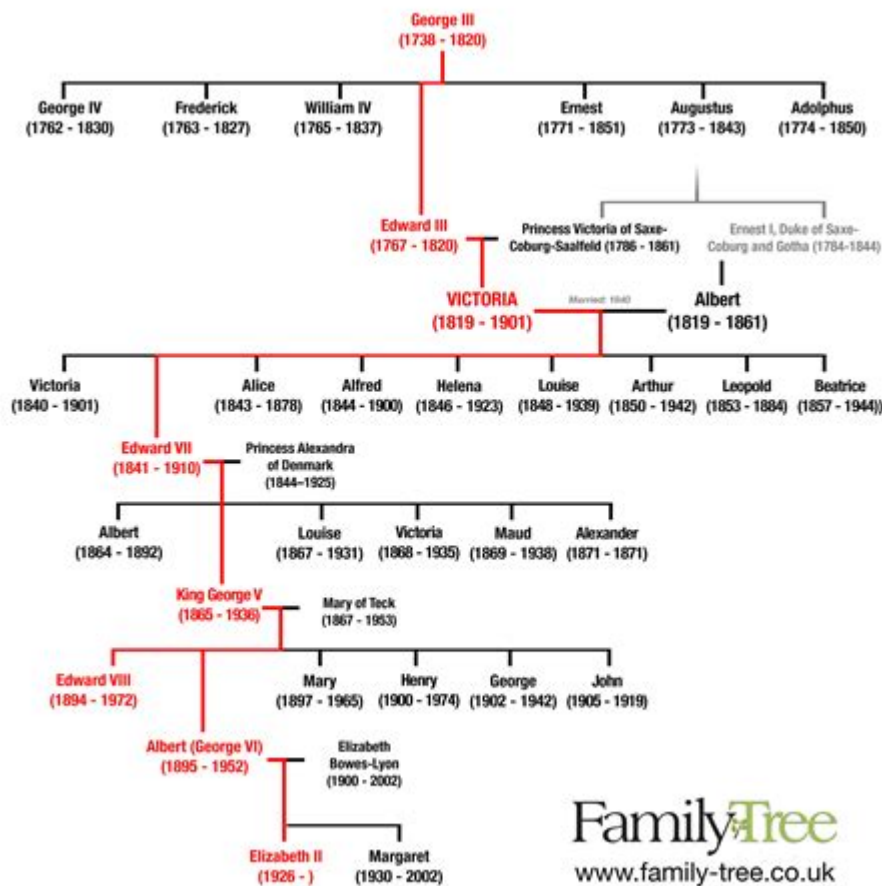 George III
(1738 - 1820)
George IV
(1762 - 1830)
Frederick
(1763 - 1827)
William IV
(1765 - 1837)
Ernest
(1771 - 1851)
Augustus
(1773 - 1843)
Adolphus
(1774 - 1850)
Edward III
(1767 - 1820)
Princess Victoria of Saxe-
Coburg-Saalfeld (1786 - 1861)
Ernest I, Duke of Saxe-
Coburg and Gotha (1784-1844)
VICTORIA
(1819 - 1901)
Married: 1840
Albert
(1819 - 1861)
Victoria
(1840 - 1901)
Alice
(1843 - 1878)
Alfred
(1844 - 1900)
Helena
(1846 - 1923)
Louise
(1848 - 1939)
Arthur
(1850 - 1942)
Leopold
(1853 - 1884)
Beatrice
(1857 - 1944))
Edward VII
(1841 - 1910)
Princess Alexandra
of Denmark
(1844–1925)
Albert
(1864 - 1892)
Louise
(1867 - 1931)
Victoria
(1868 - 1935)
Maud
(1869 - 1938)
Alexander
(1871 - 1871)
King George V
(1865 - 1936)
Mary of Teck
(1867 - 1953)
Edward VIII
(1894 - 1972)
Mary
(1897 - 1965)
Henry
(1900 - 1974)
George
(1902 - 1942)
John
(1905 - 1919)
Albert (George VI)
(1895 - 1952)
Elizabeth
Bowes-Lyon
(1900 - 2002)
Elizabeth II
(1926 - )
Margaret
(1930 - 2002)
Family Tree
www.family-tree.co.uk